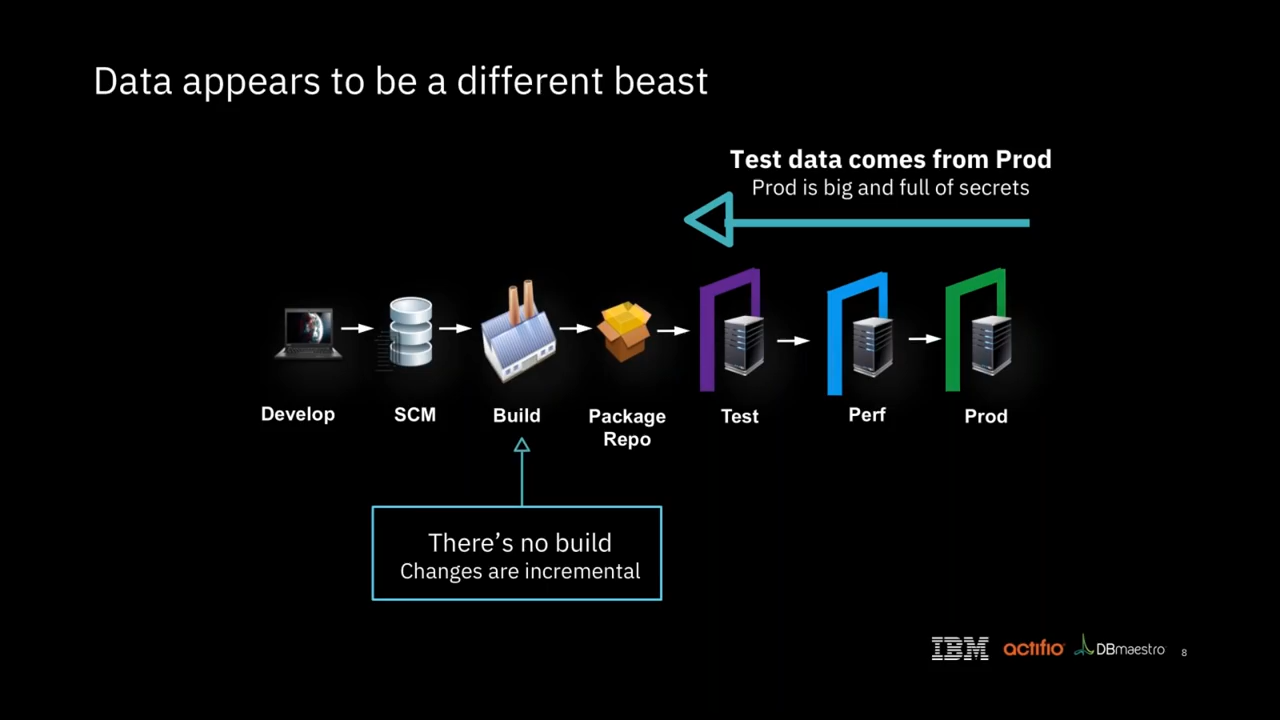 Data appears to be a different beast
Test data comes from Prod
Prod is big and full of secrets
Develop
SCM
Build
Package
Repo
Test
Perf
Prod
There’s no build
Changes are incremental
IBM
actifio
DBmaestro
8